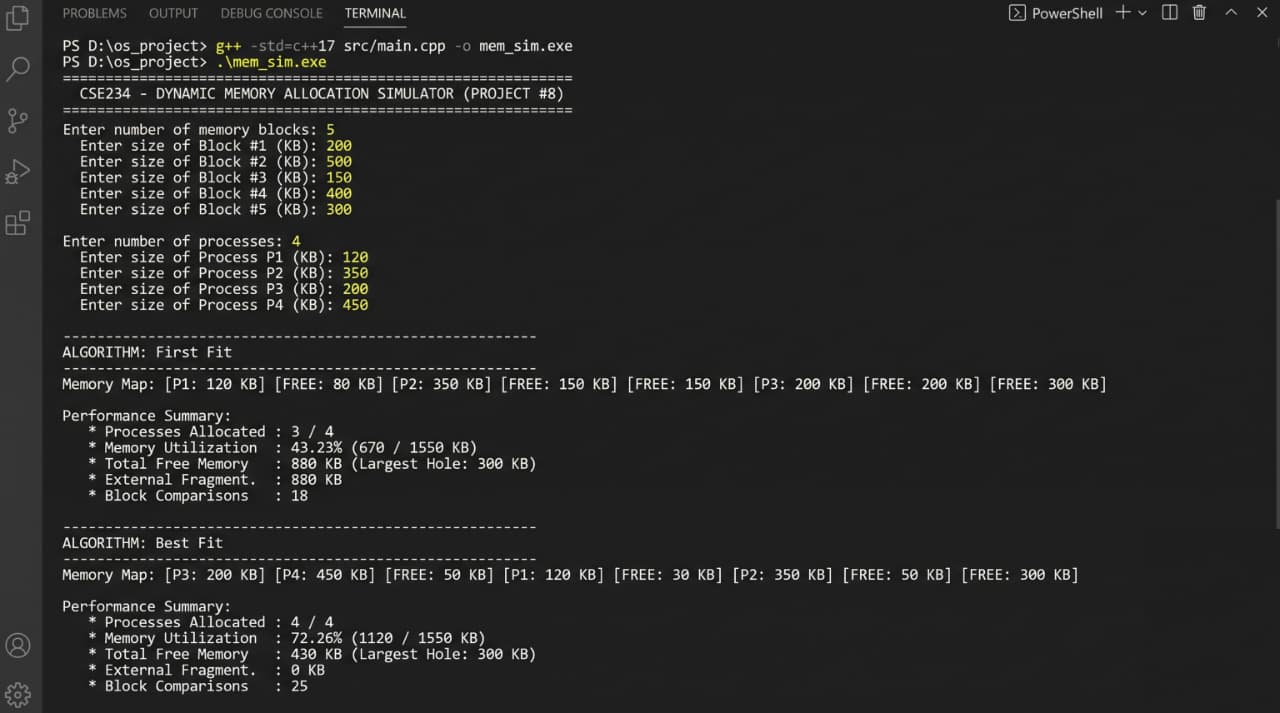 PROBLEMS OUTPUT DEBUG CONSOLE TERMINAL PowerShell
PS D:\os_project> g++ -std=c++17 src/main.cpp -o mem_sim.exe
PS D:\os_project> .\mem_sim.exe
=============================================================
CSE234 - DYNAMIC MEMORY ALLOCATION SIMULATOR (PROJECT #8)
=============================================================
Enter number of memory blocks: 5
Enter size of Block #1 (KB): 200
Enter size of Block #2 (KB): 500
Enter size of Block #3 (KB): 150
Enter size of Block #4 (KB): 400
Enter size of Block #5 (KB): 300
Enter number of processes: 4
Enter size of Process P1 (KB): 120
Enter size of Process P2 (KB): 350
Enter size of Process P3 (KB): 200
Enter size of Process P4 (KB): 450
--------------------------------------------------------
ALGORITHM: First Fit
--------------------------------------------------------
Memory Map: [P1: 120 KB] [FREE: 80 KB] [P2: 350 KB] [FREE: 150 KB] [FREE: 150 KB] [P3: 200 KB] [FREE: 200 KB] [FREE: 300 KB]
Performance Summary:
* Processes Allocated : 3 / 4
* Memory Utilization : 43.23% (670 / 1550 KB)
* Total Free Memory : 880 KB (Largest Hole: 300 KB)
* External Fragment. : 880 KB
* Block Comparisons : 18
--------------------------------------------------------
ALGORITHM: Best Fit
--------------------------------------------------------
Memory Map: [P3: 200 KB] [P4: 450 KB] [FREE: 50 KB] [P1: 120 KB] [FREE: 30 KB] [P2: 350 KB] [FREE: 50 KB] [FREE: 300 KB]
Performance Summary:
* Processes Allocated : 4 / 4
* Memory Utilization : 72.26% (1120 / 1550 KB)
* Total Free Memory : 430 KB (Largest Hole: 300 KB)
* External Fragment. : 0 KB
* Block Comparisons : 25